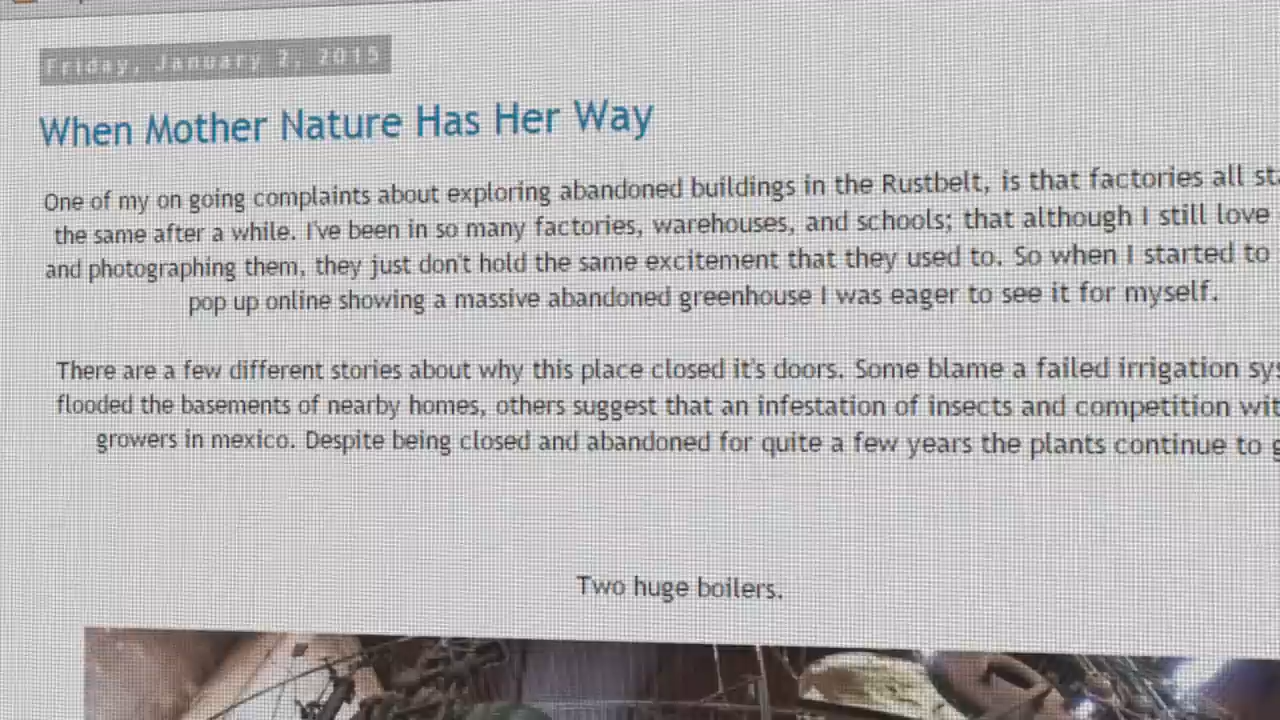 Friday, January 2, 2015
When Mother Nature Has Her Way
One of my on going complaints about exploring abandoned buildings in the Rustbelt, is that factories all
the same after a while. I've been in so many factories, warehouses, and schools; that although I still love
and photographing them, they just don't hold the same excitement that they used to. So when I started to
pop up online showing a massive abandoned greenhouse I was eager to see it for myself.
There are a few different stories about why this place closed it's doors. Some blame a failed irrigation
flooded the basements of nearby homes, others suggest that an infestation of insects and competition
growers in mexico. Despite being closed and abandoned for quite a few years the plants continue to
Two huge boilers.